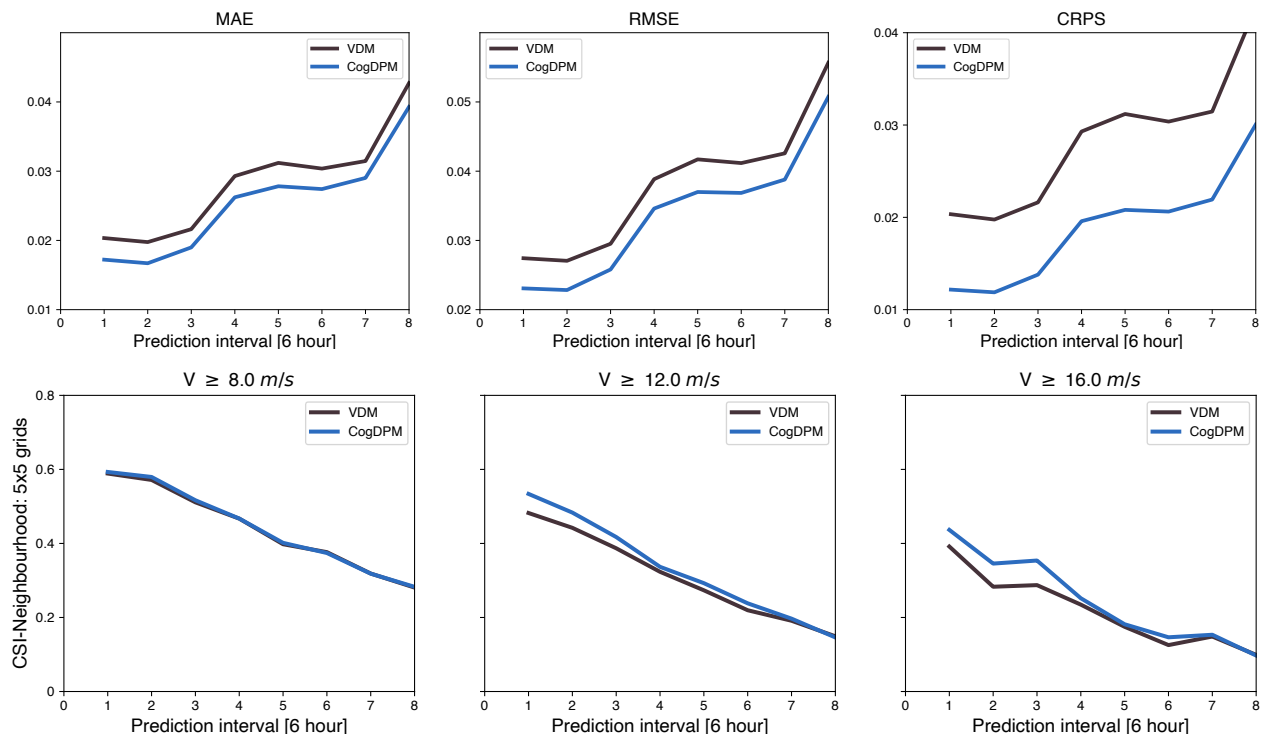 MAE
VDM
CogDPM
0.04
0.03
0.02
0.01
0 1 2 3 4 5 6 7 8
Prediction interval [6 hour]
RMSE
VDM
CogDPM
0.05
0.04
0.03
0.02
0 1 2 3 4 5 6 7 8
Prediction interval [6 hour]
CRPS
VDM
CogDPM
0.04
0.03
0.02
0.01
0 1 2 3 4 5 6 7 8
Prediction interval [6 hour]
CSI-Neighbourhood: 5x5 grids
V ≥ 8.0 m/s
VDM
CogDPM
0.8
0.6
0.4
0.2
0
0 1 2 3 4 5 6 7 8
Prediction interval [6 hour]
V ≥ 12.0 m/s
VDM
CogDPM
0 1 2 3 4 5 6 7 8
Prediction interval [6 hour]
V ≥ 16.0 m/s
VDM
CogDPM
0 1 2 3 4 5 6 7 8
Prediction interval [6 hour]